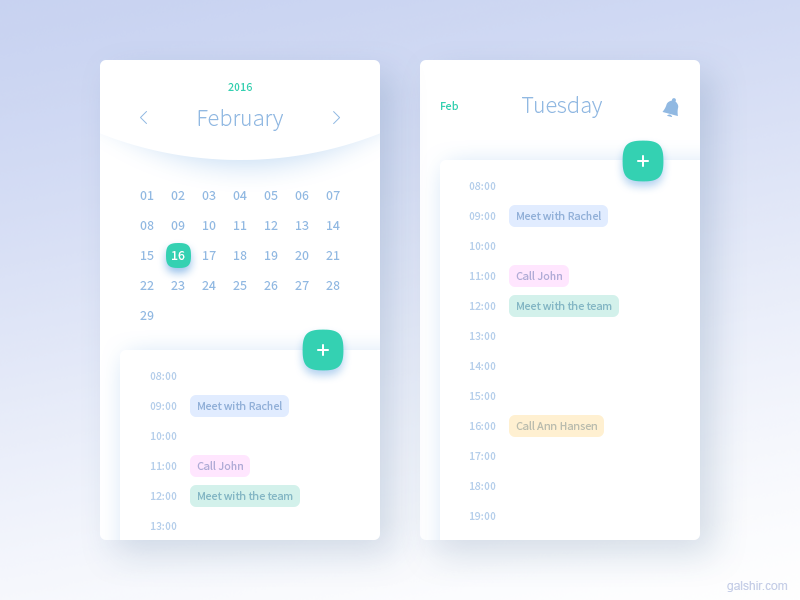 2016
February
01 02 03 04 05 06 07
08 09 10 11 12 13 14
15 16 17 18 19 20 21
22 23 24 25 26 27 28
29
+
08:00
09:00 Meet with Rachel
10:00
11:00 Call John
12:00 Meet with the team
13:00
Feb Tuesday
+
08:00
09:00 Meet with Rachel
10:00
11:00 Call John
12:00 Meet with the team
13:00
14:00
15:00
16:00 Call Ann Hansen
17:00
18:00
19:00
galshir.com